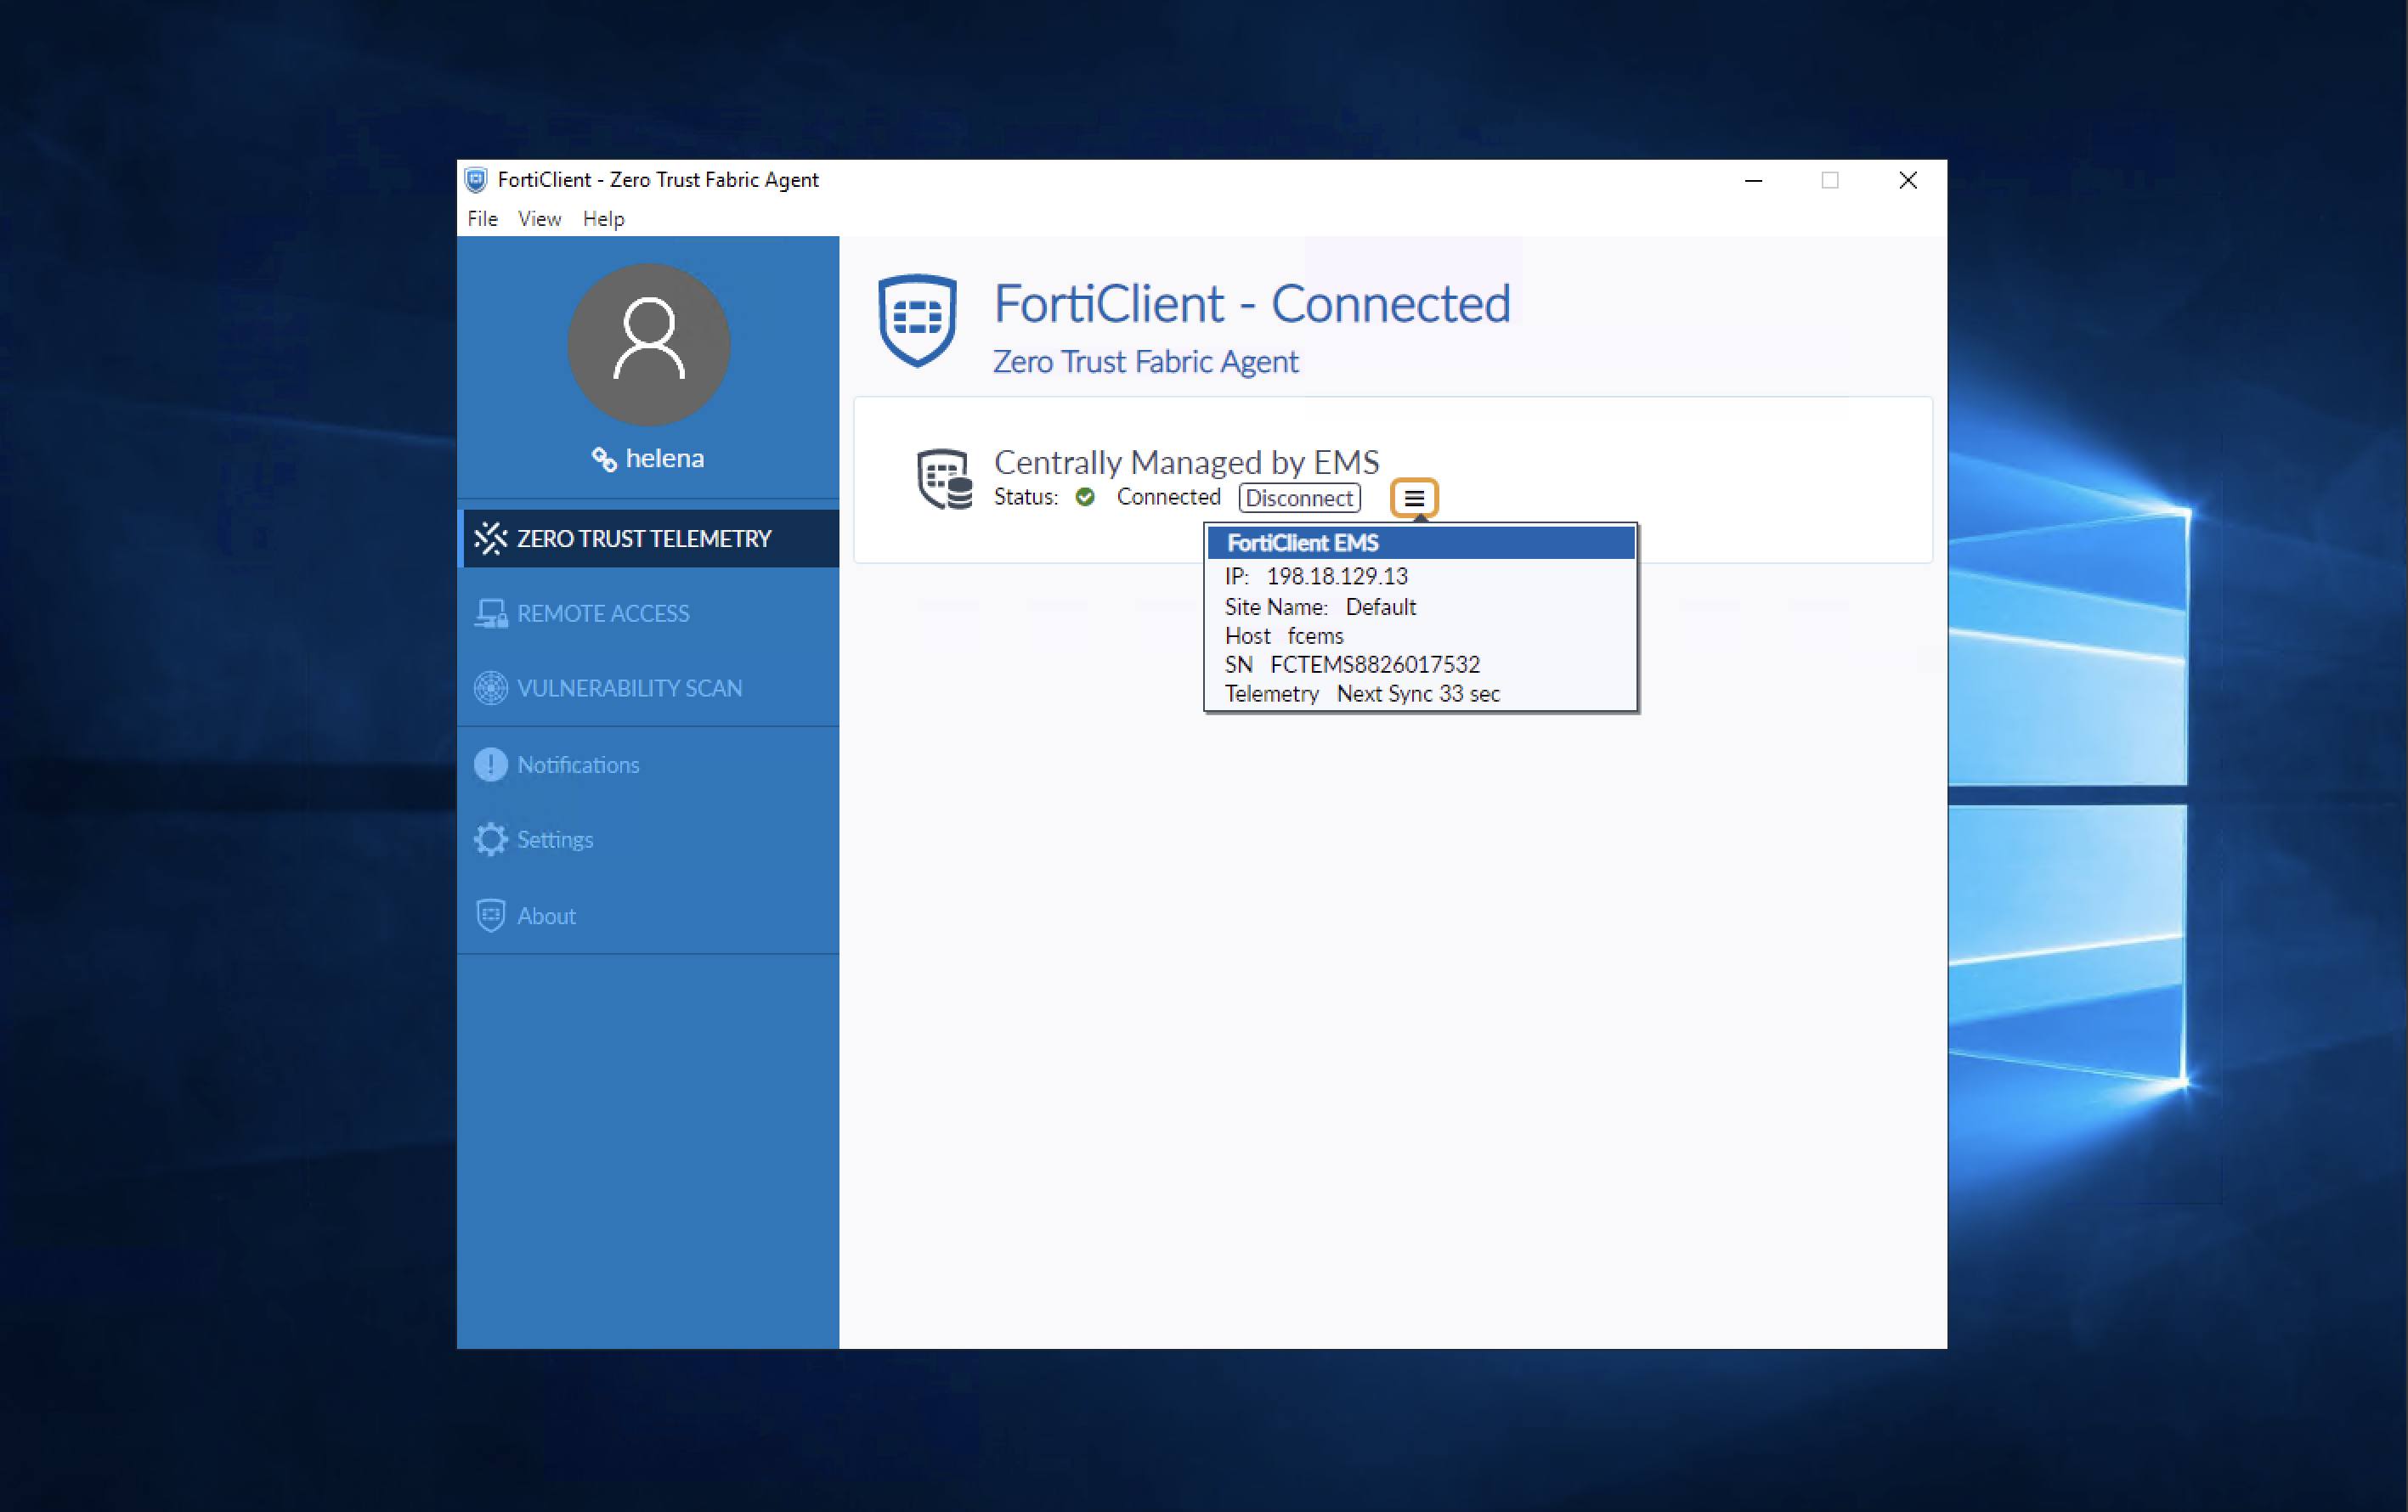 FortiClient - Zero Trust Fabric Agent
File View Help
helena
ZERO TRUST TELEMETRY
REMOTE ACCESS
VULNERABILITY SCAN
Notifications
Settings
About
FortiClient - Connected
Zero Trust Fabric Agent
Centrally Managed by EMS
Status: Connected Disconnect
FortiClient EMS
IP: 198.18.129.13
Site Name: Default
Host fcems
SN FCTEMS8826017532
Telemetry Next Sync 33 sec